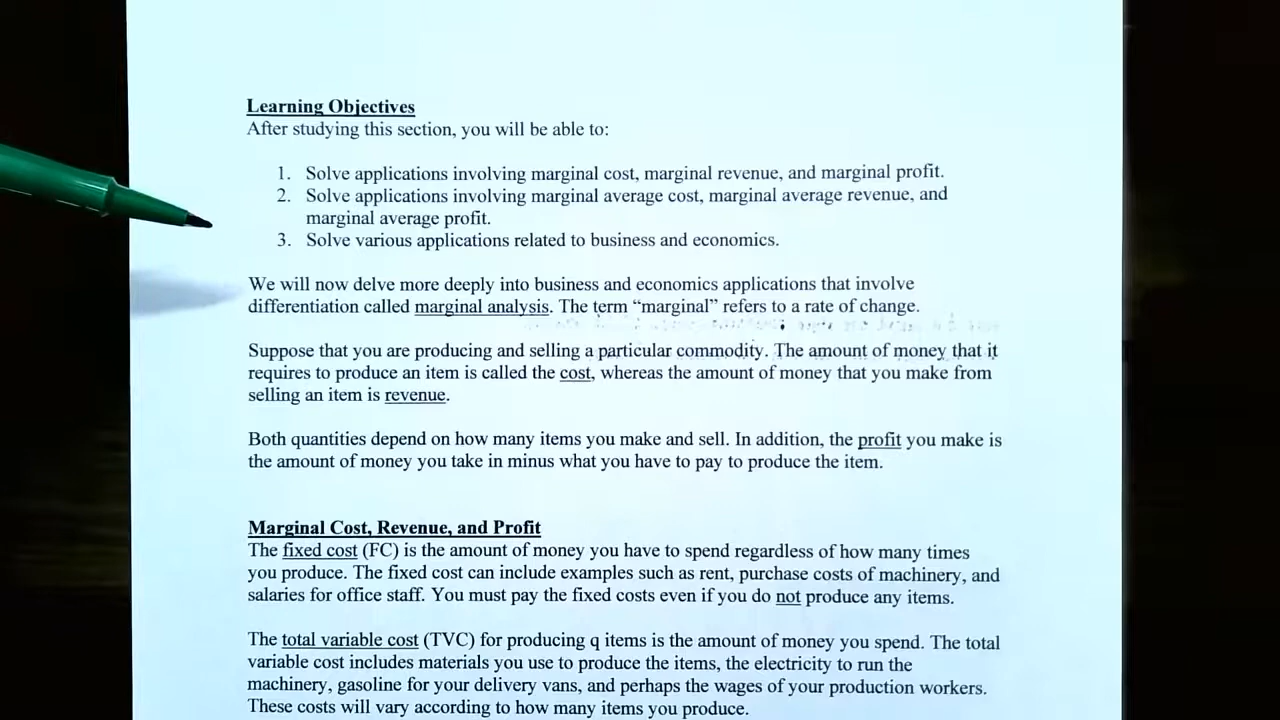 Learning Objectives
After studying this section, you will be able to:
1. Solve applications involving marginal cost, marginal revenue, and marginal profit.
2. Solve applications involving marginal average cost, marginal average revenue, and
marginal average profit.
3. Solve various applications related to business and economics.
We will now delve more deeply into business and economics applications that involve
differentiation called marginal analysis. The term “marginal” refers to a rate of change.
Suppose that you are producing and selling a particular commodity. The amount of money that it
requires to produce an item is called the cost, whereas the amount of money that you make from
selling an item is revenue.
Both quantities depend on how many items you make and sell. In addition, the profit you make is
the amount of money you take in minus what you have to pay to produce the item.
Marginal Cost, Revenue, and Profit
The fixed cost (FC) is the amount of money you have to spend regardless of how many times
you produce. The fixed cost can include examples such as rent, purchase costs of machinery, and
salaries for office staff. You must pay the fixed costs even if you do not produce any items.
The total variable cost (TVC) for producing q items is the amount of money you spend. The total
variable cost includes materials you use to produce the items, the electricity to run the
machinery, gasoline for your delivery vans, and perhaps the wages of your production workers.
These costs will vary according to how many items you produce.